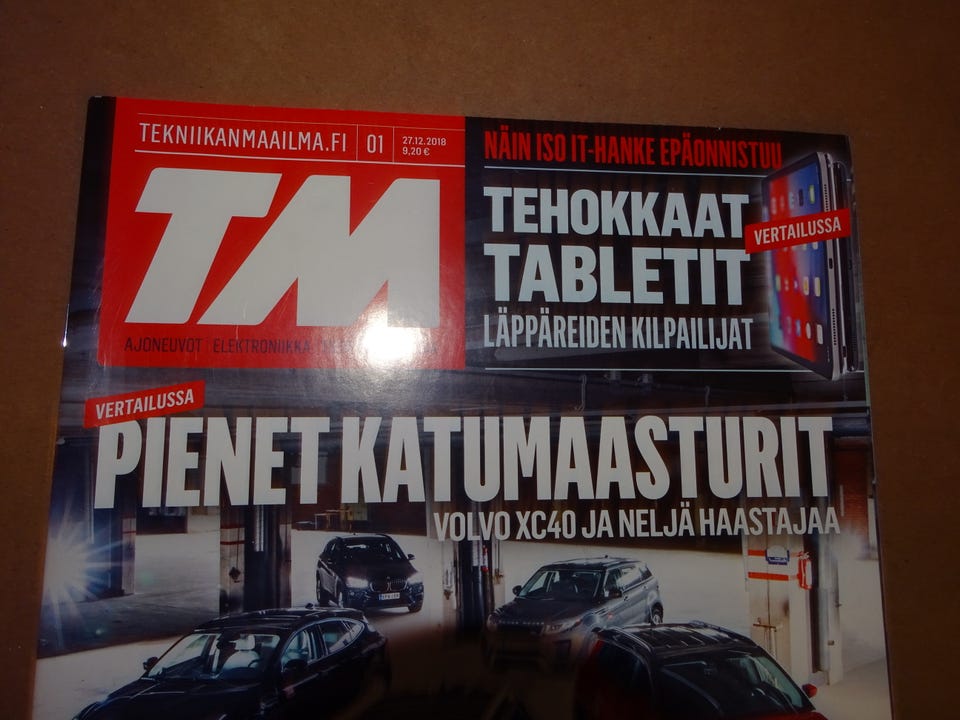 TEKNIIKANMAAILMA.FI
01
27.12.2018
9,20 €
TM
AJONEUVOT ELEKTRONIIKKA
NÄIN ISO IT-HANKE EPÄONNISTUU
TEHOKKAAT
TABLETIT
VERTAILUSSA
LÄPPÄREIDEN KILPAILIJAT
VERTAILUSSA
PIENET KATUMAASTURIT
VOLVO XC40 JA NELJÄ HAASTAJAA